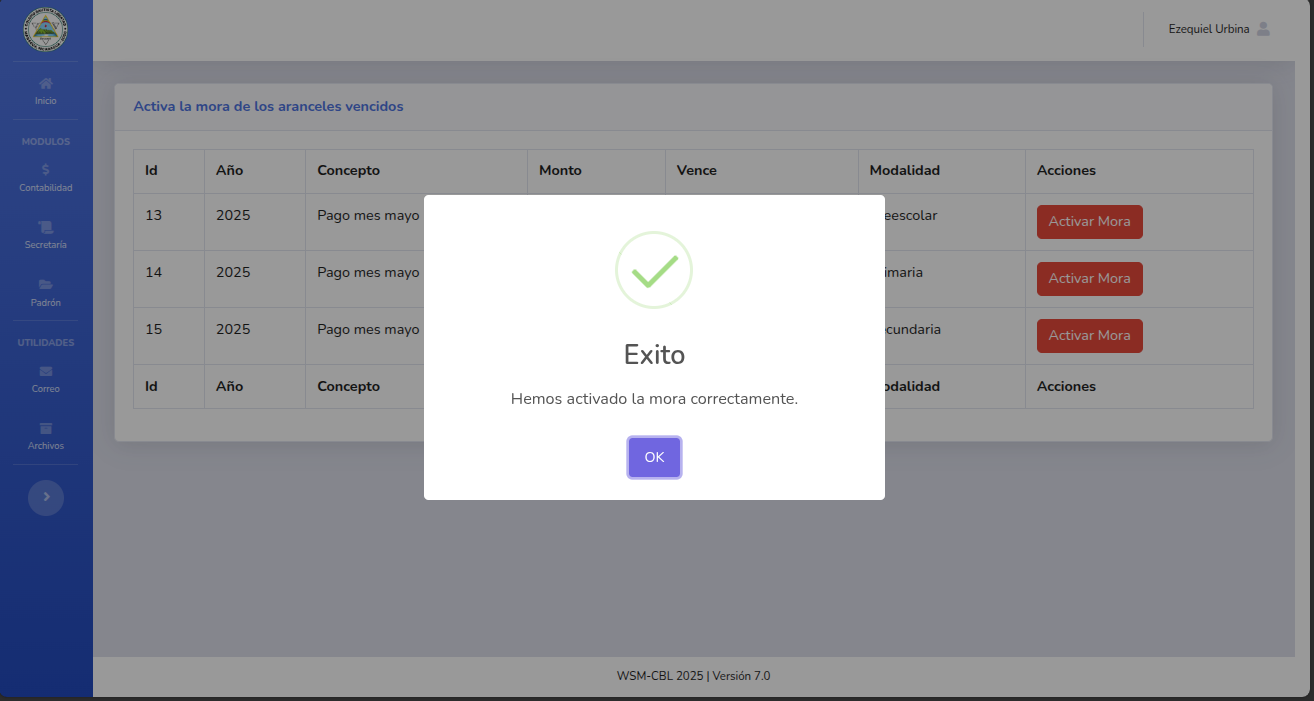 Ezequiel Urbina
Inicio
MODULOS
Contabilidad
Secretaría
Padrón
UTILIDADES
Correo
Archivos
Activa la mora de los aranceles vencidos
Id Año Concepto Monto Vence Modalidad Acciones
13 2025 Pago mes mayo eescolar Activar Mora
14 2025 Pago mes mayo imaria Activar Mora
15 2025 Pago mes mayo ecundaria Activar Mora
Id Año Concepto odalidad Acciones
Exito
Hemos activado la mora correctamente.
OK
WSM-CBL 2025 | Versión 7.0